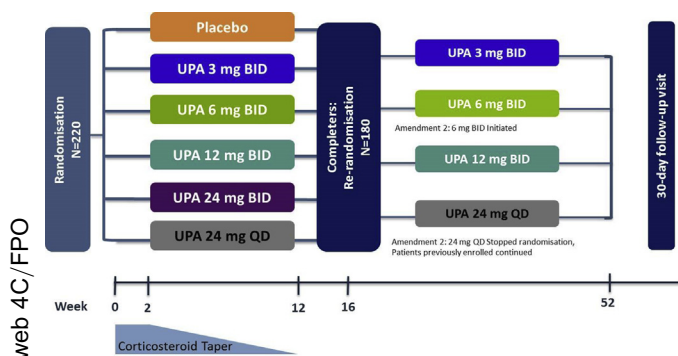 Placebo
UPA 3 mg BID
UPA 6 mg BID
UPA 12 mg BID
UPA 24 mg BID
UPA 24 mg QD
Randomisation
N=220
Completers:
Re-randomisation
N=180
UPA 3 mg BID
UPA 6 mg BID
Amendment 2: 6 mg BID Initiated
UPA 12 mg BID
UPA 24 mg QD
Amendment 2: 24 mg QD Stopped randomisation,
Patients previously enrolled continued
30-day follow-up visit
Week 0 2 12 16 52
Corticosteroid Taper
web 4C/FPO